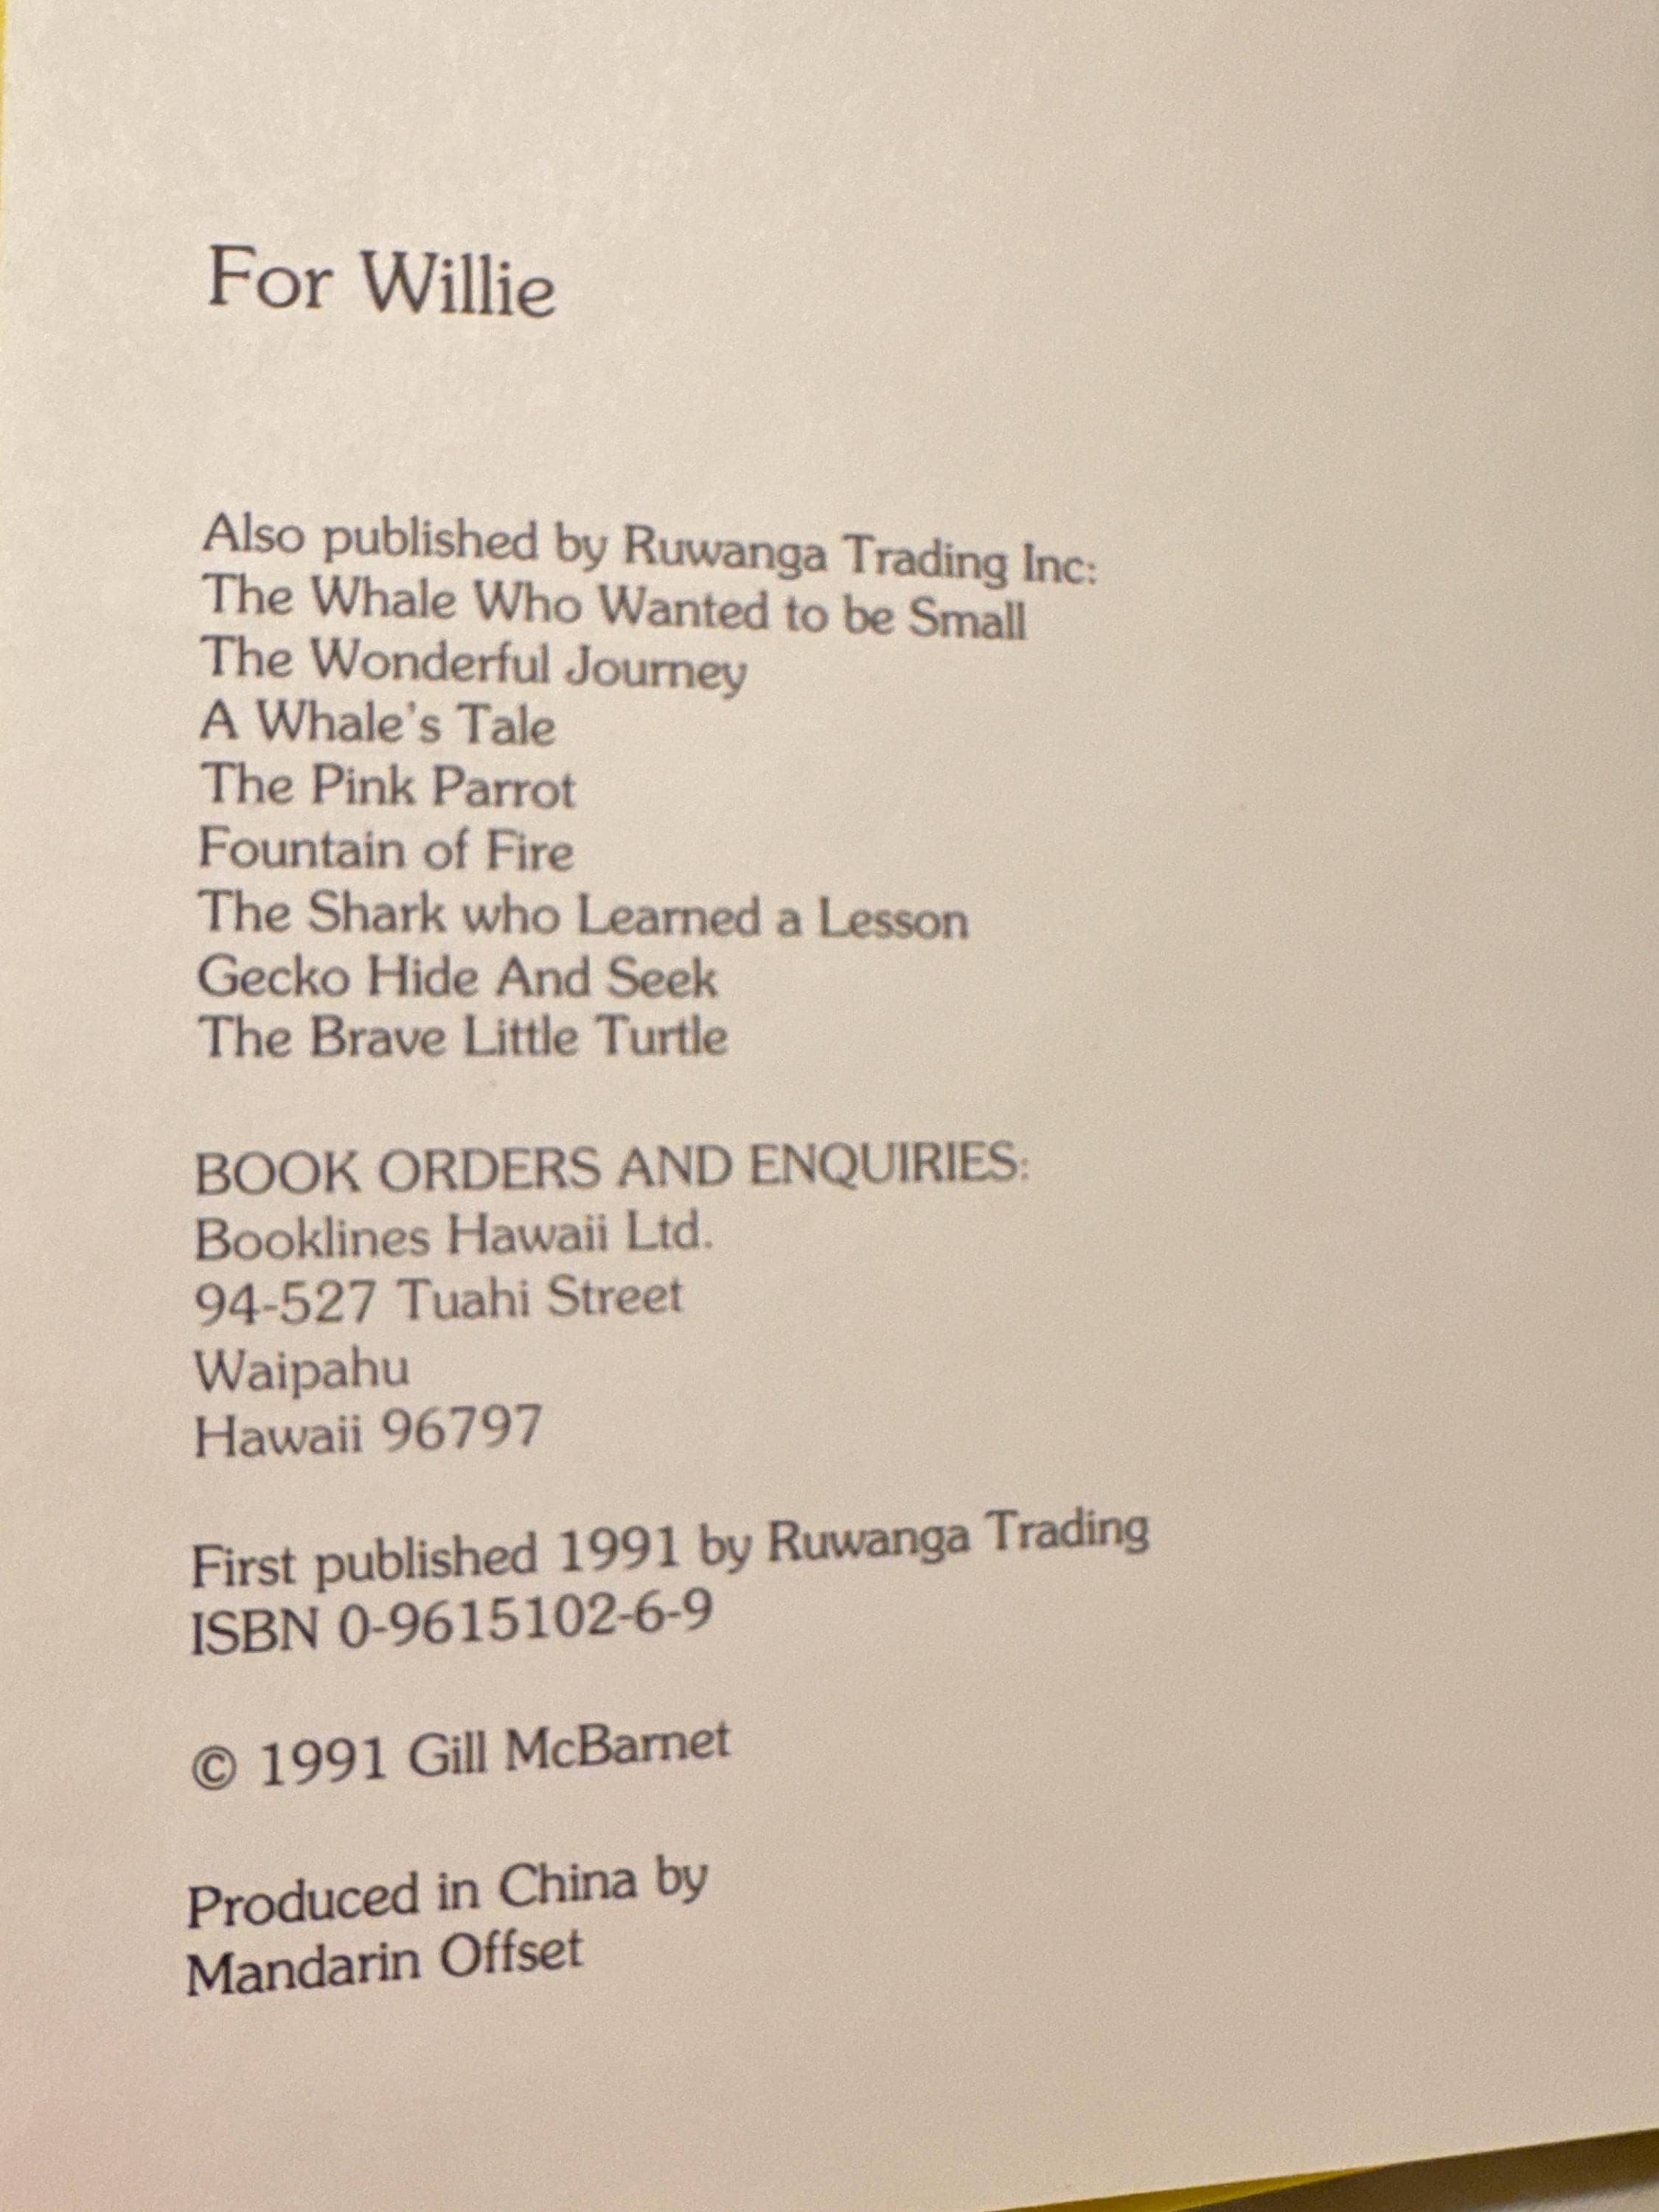 For Willie
Also published by Ruwanga Trading Inc:
The Whale Who Wanted to be Small
The Wonderful Journey
A Whale's Tale
The Pink Parrot
Fountain of Fire
The Shark who Learned a Lesson
Gecko Hide And Seek
The Brave Little Turtle
BOOK ORDERS AND ENQUIRIES:
Booklines Hawaii Ltd.
94-527 Tuahi Street
Waipahu
Hawaii 96797
First published 1991 by Ruwanga Trading
ISBN 0-9615102-6-9
© 1991 Gill McBarnet
Produced in China by
Mandarin Offset